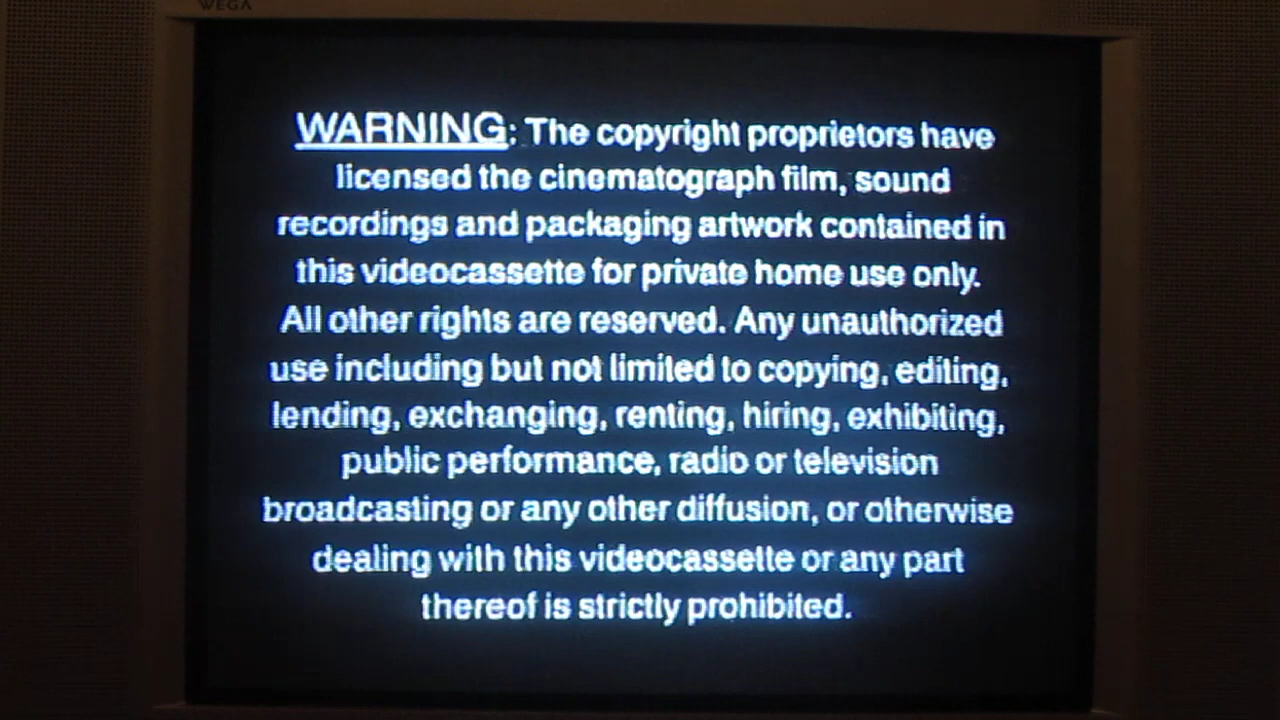 WEGA
WARNING: The copyright proprietors have
licensed the cinematograph film, sound
recordings and packaging artwork contained in
this videocassette for private home use only.
All other rights are reserved. Any unauthorized
use including but not limited to copying, editing,
lending, exchanging, renting, hiring, exhibiting,
public performance, radio or television
broadcasting or any other diffusion, or otherwise
dealing with this videocassette or any part
thereof is strictly prohibited.